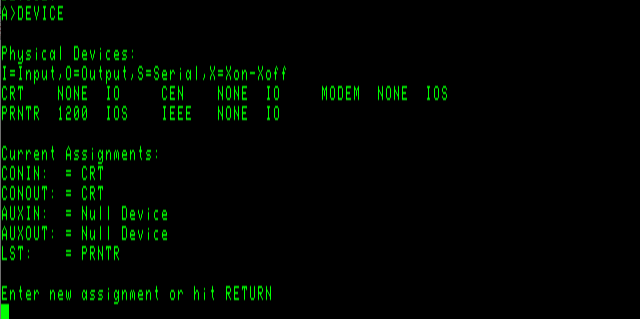 A>DEVICE
Physical Devices:
I=Input,O=Output,S=Serial,X=Xon-Xoff
CRT    NONE  IO     CEN    NONE  IO     MODEM  NONE  IOS
PRNTR  1200  IOS    IEEE   NONE  IO
Current Assignments:
CONIN:  = CRT
CONOUT: = CRT
AUXIN:  = Null Device
AUXOUT: = Null Device
LST:    = PRNTR
Enter new assignment or hit RETURN